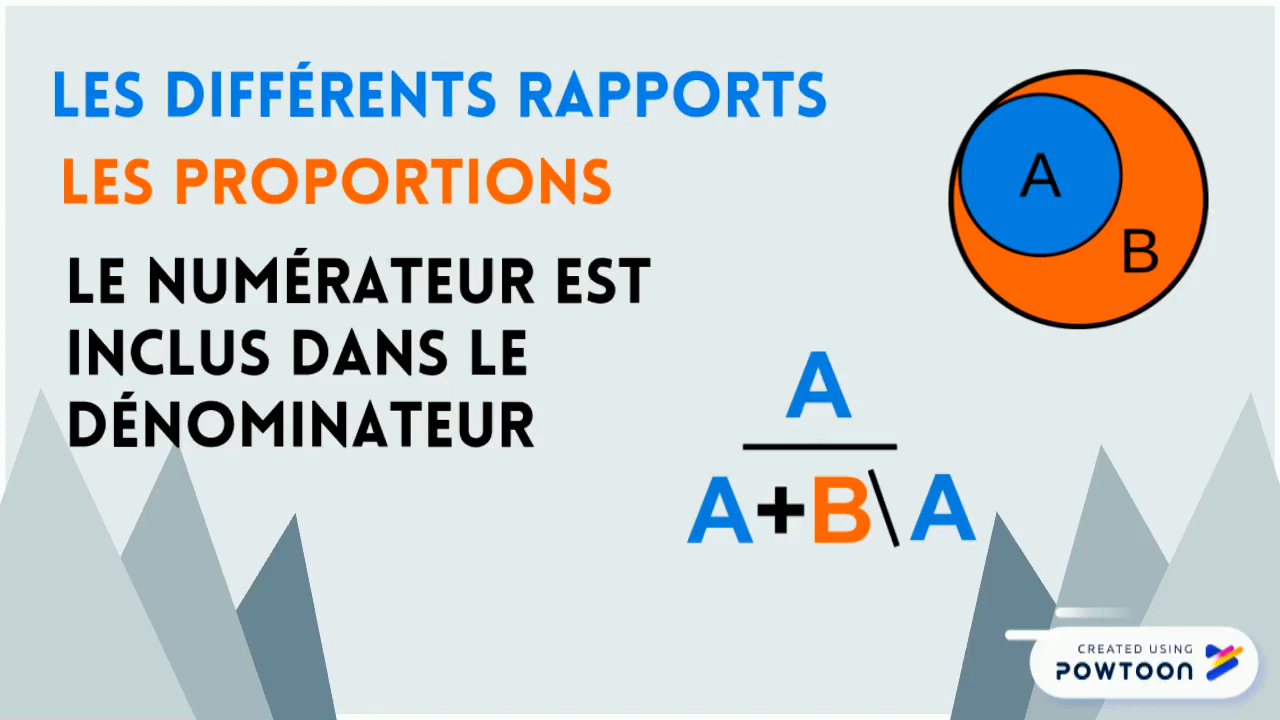 LES DIFFÉRENTS RAPPORTS
LES PROPORTIONS
LE NUMÉRATEUR EST
INCLUS DANS LE
DÉNOMINATEUR
A
B
A
A+B\A
CREATED USING
POWTOON